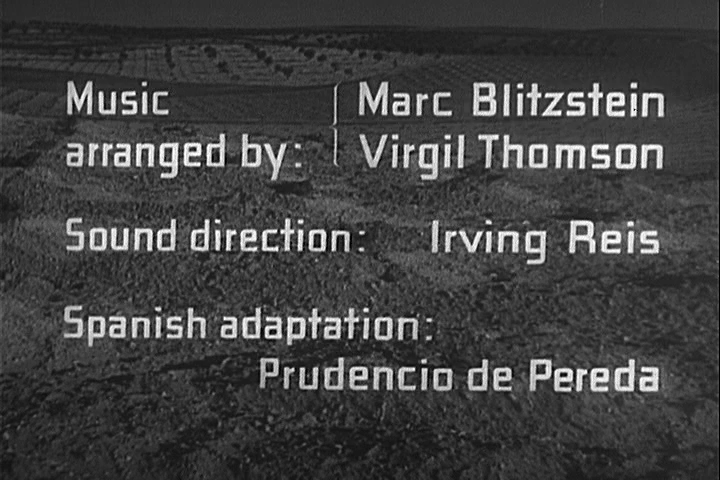 Music Marc Blitzstein
arranged by: Virgil Thomson
Sound direction: Irving Reis
Spanish adaptation:
Prudencio de Pereda